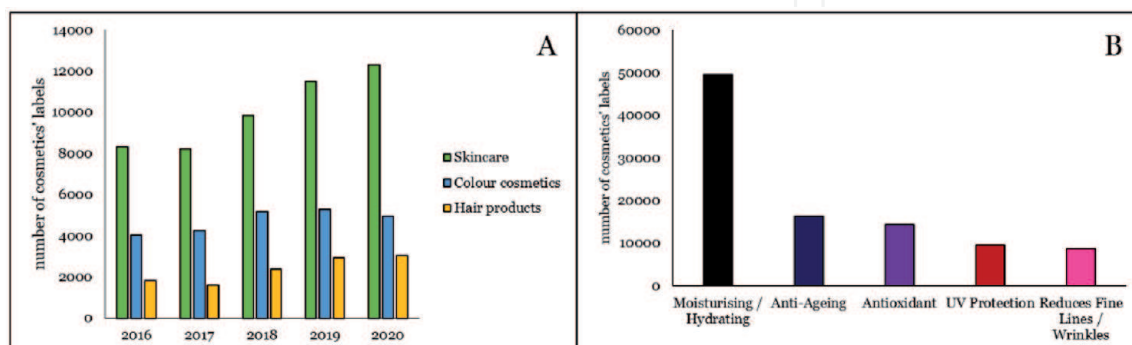 A
number of cosmetics' labels
14000
12000
10000
8000
6000
4000
2000
0
2016 2017 2018 2019 2020
Skincare
Colour cosmetics
Hair products
B
number of cosmetics' labels
60000
50000
40000
30000
20000
10000
0
Moisturising / Anti-Ageing Antioxidant UV Protection Reduces Fine
Hydrating Lines /
Wrinkles